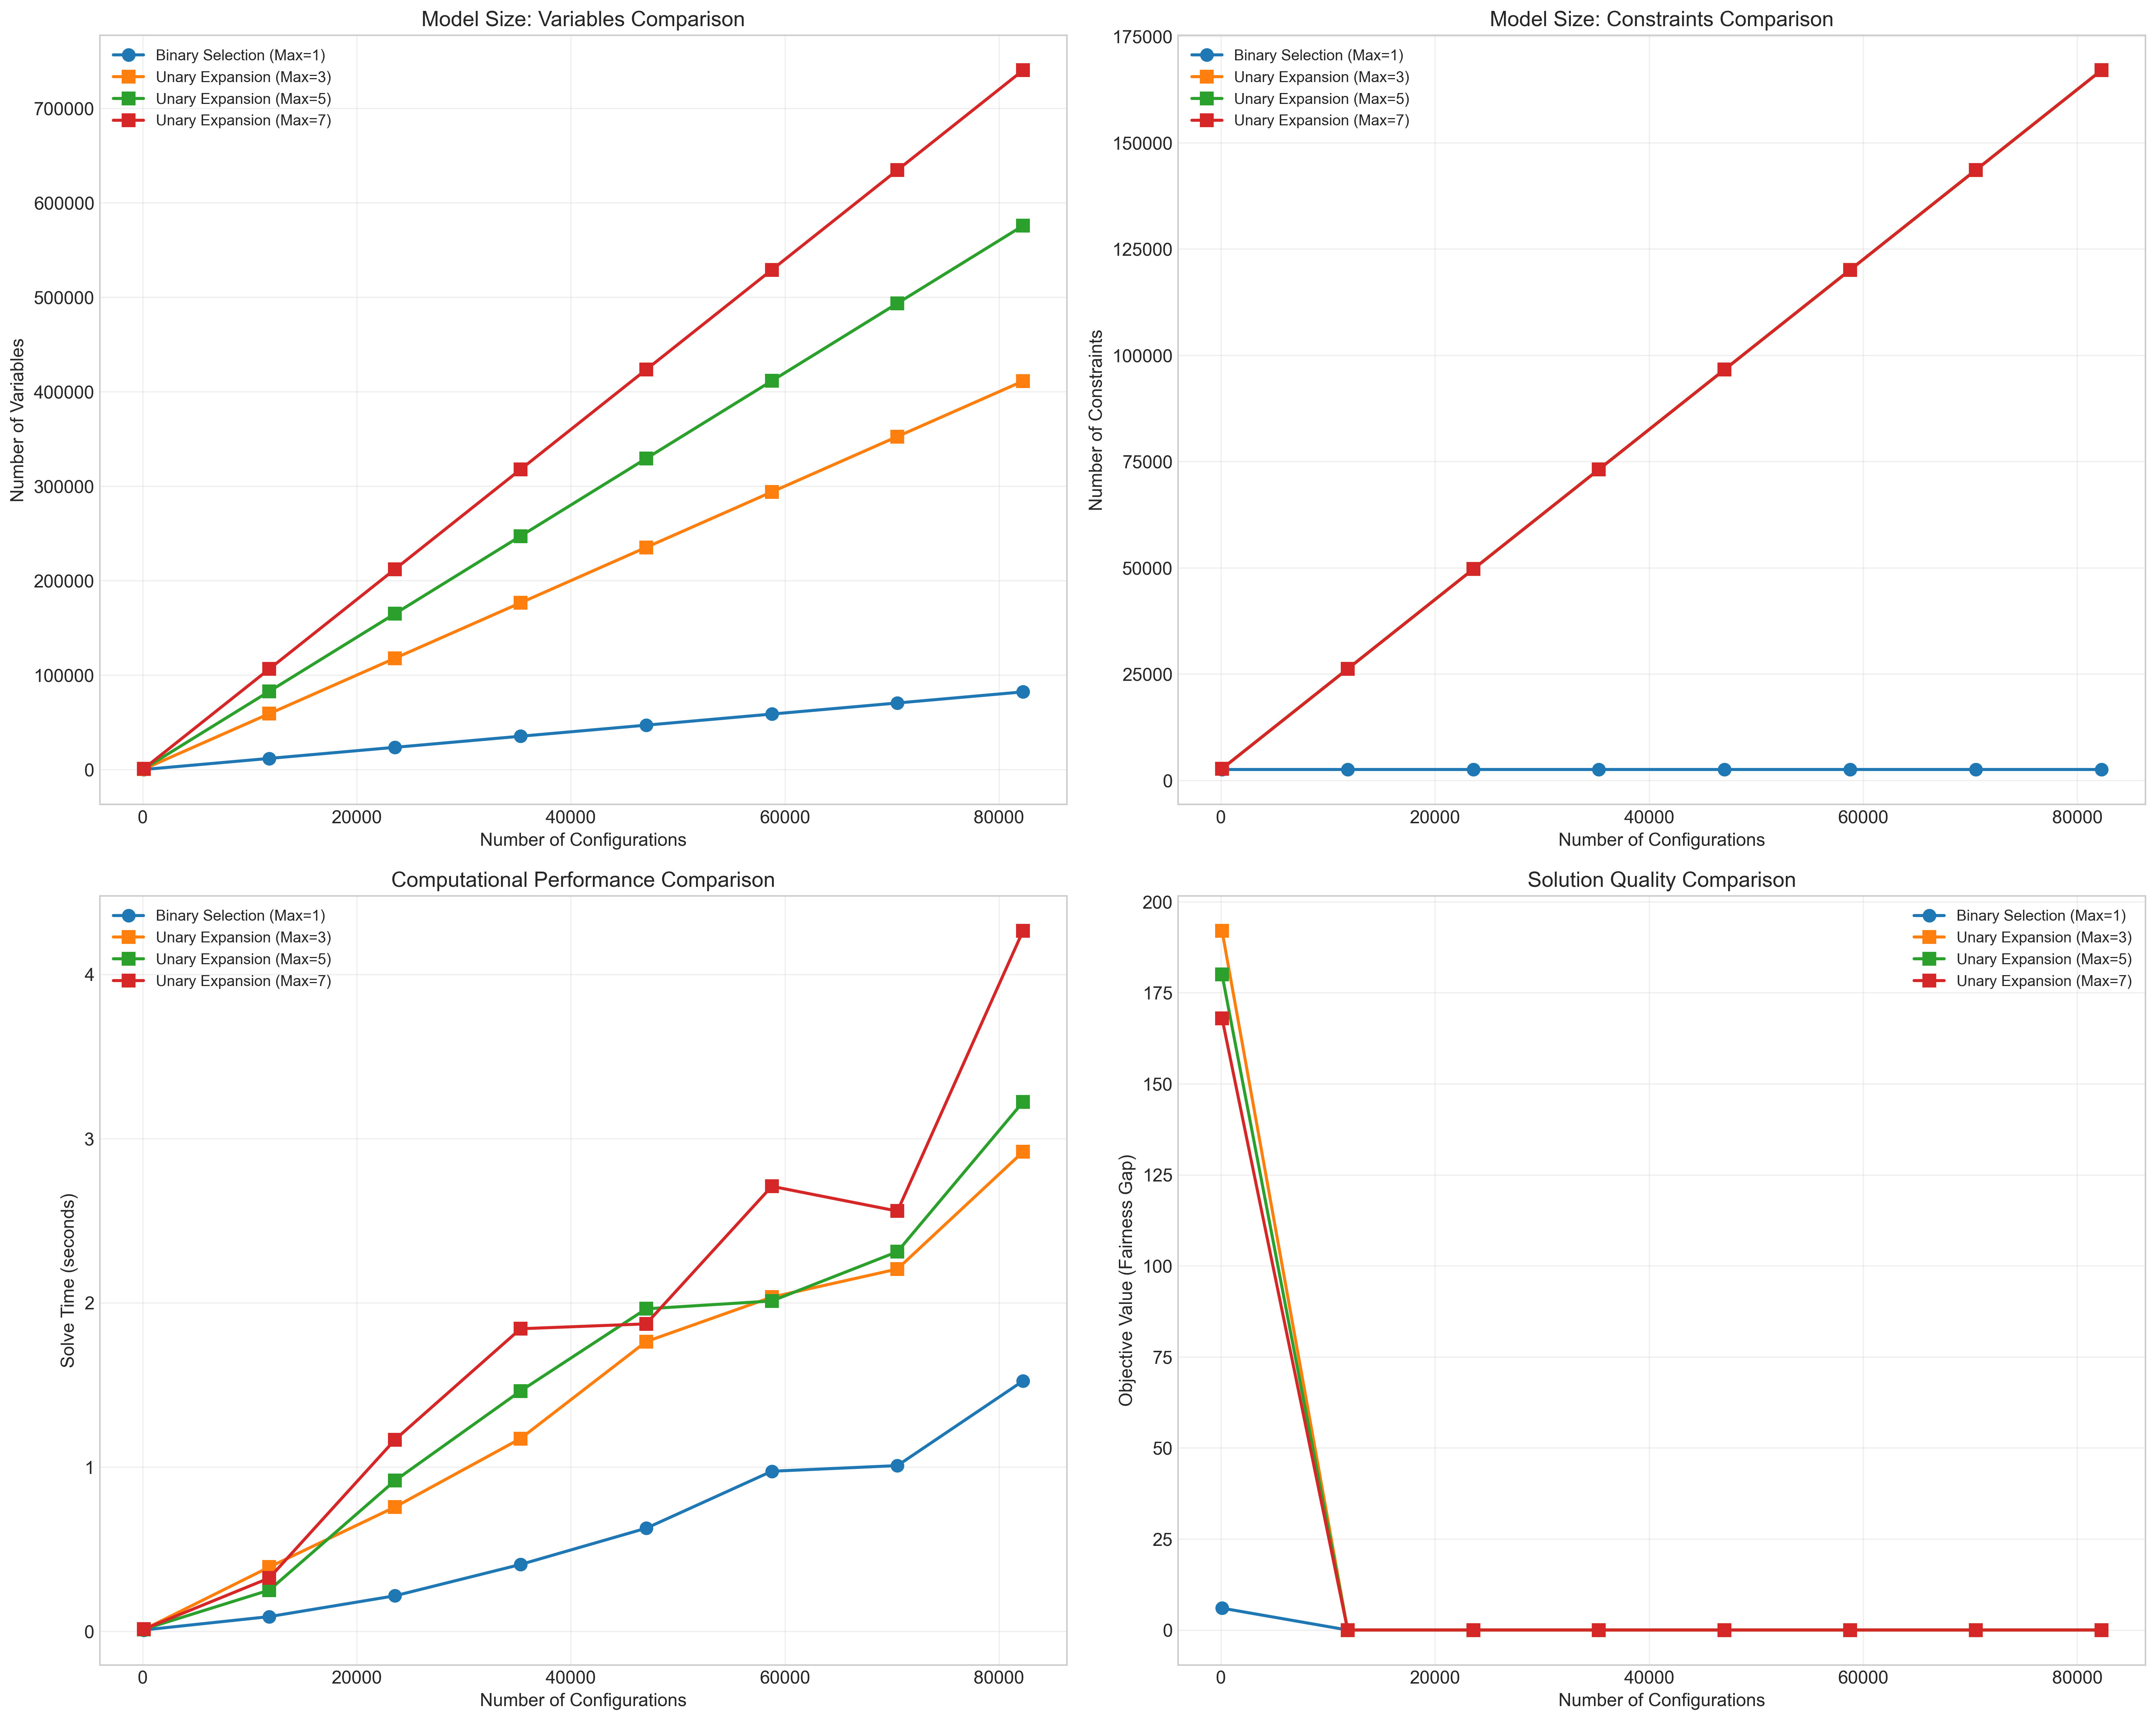 Model Size: Variables Comparison
Binary Selection (Max=1)
Unary Expansion (Max=3)
Unary Expansion (Max=5)
Unary Expansion (Max=7)
Number of Variables
700000
600000
500000
400000
300000
200000
100000
0
0 20000 40000 60000 80000
Number of Configurations
Model Size: Constraints Comparison
Binary Selection (Max=1)
Unary Expansion (Max=3)
Unary Expansion (Max=5)
Unary Expansion (Max=7)
Number of Constraints
175000
150000
125000
100000
75000
50000
25000
0
0 20000 40000 60000 80000
Number of Configurations
Computational Performance Comparison
Binary Selection (Max=1)
Unary Expansion (Max=3)
Unary Expansion (Max=5)
Unary Expansion (Max=7)
Solve Time (seconds)
4
3
2
1
0
0 20000 40000 60000 80000
Number of Configurations
Solution Quality Comparison
Binary Selection (Max=1)
Unary Expansion (Max=3)
Unary Expansion (Max=5)
Unary Expansion (Max=7)
Objective Value (Fairness Gap)
200
175
150
125
100
75
50
25
0
0 20000 40000 60000 80000
Number of Configurations